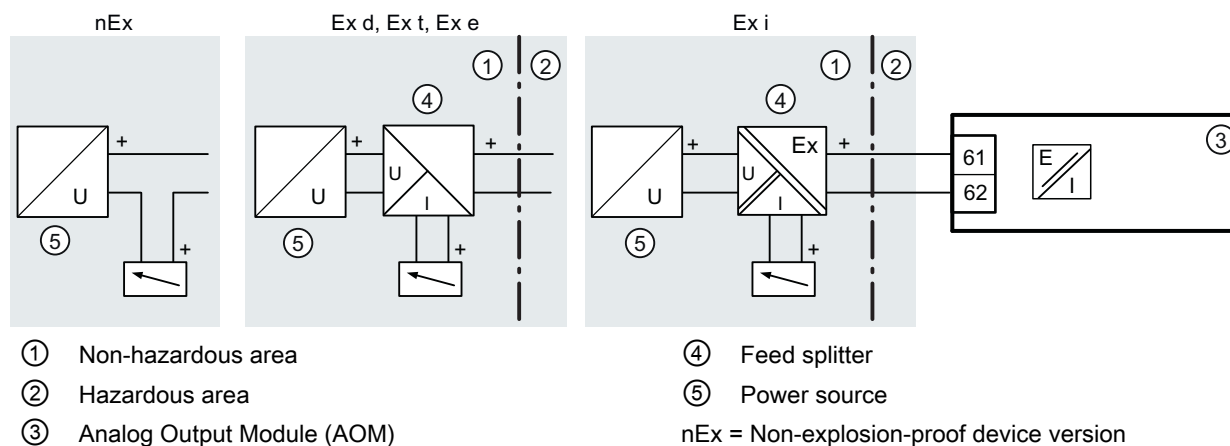 nEx
Ex d, Ex t, Ex e
Ex i
① ②
① ②
④
④
③
+
+
+
+
Ex
+
61
E
U
U
U
U
U
62
I
I
I
⑤
+
⑤
+
⑤
+
① Non-hazardous area
② Hazardous area
③ Analog Output Module (AOM)
④ Feed splitter
⑤ Power source
nEx = Non-explosion-proof device version